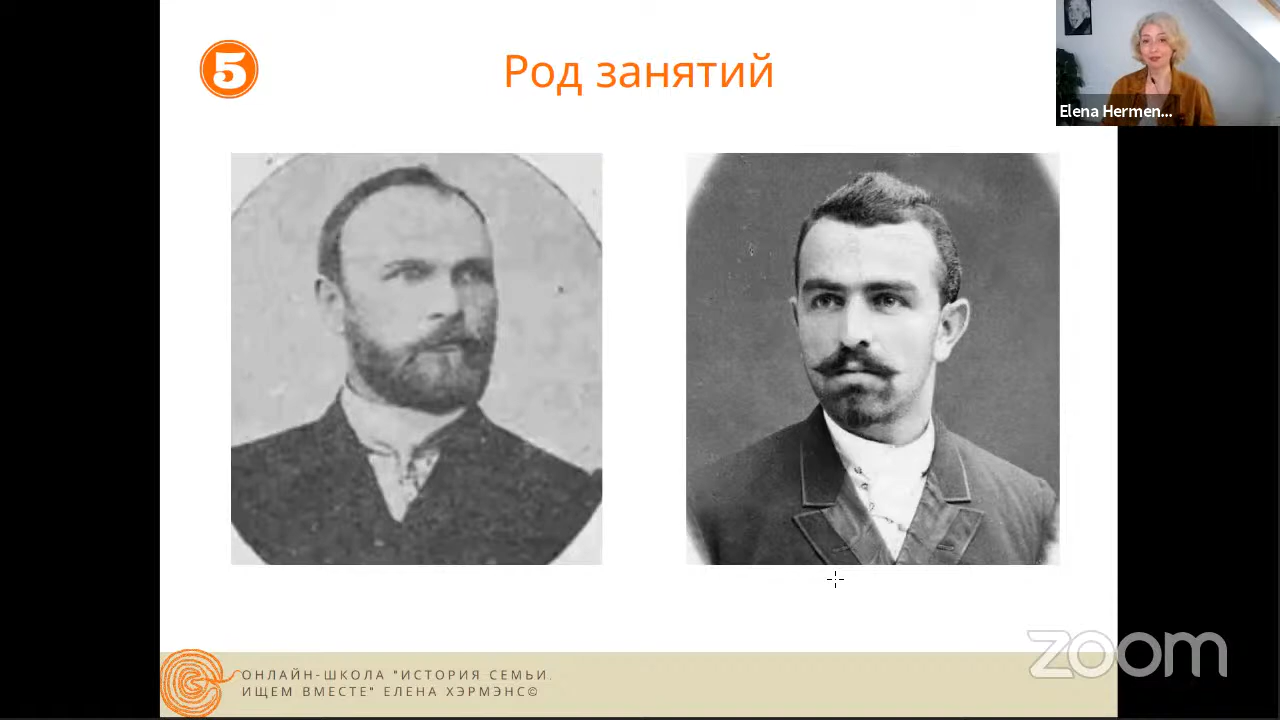 5
Род занятий
Elena Hermen...
ОНЛАЙН-ШКОЛА "ИСТОРИЯ СЕМЬИ.
ИЩЕМ ВМЕСТЕ" ЕЛЕНА ХЭРМЭНС©
zoom